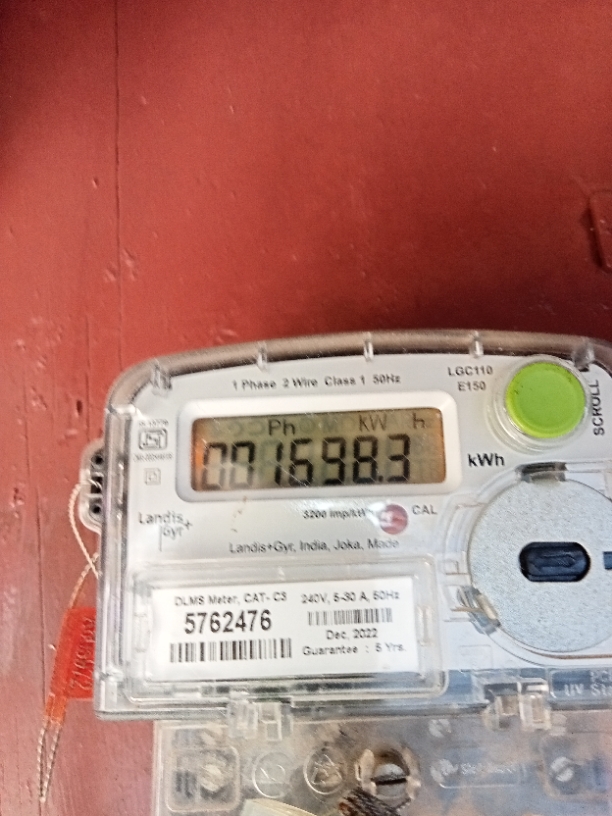 1 Phase 2 Wire Class 1 50Hz
LGC110
E150
SCROLL
Ph kW h
001698.3
kWh
3200 imp/kWh
CAL
Landis+
Gyr
Landis+Gyr, India, Joka, Made
DLMS Meter, CAT- C3
5762476
240V, 5-30 A, 50Hz
Dec, 2022
Guarantee : 5 Yrs.